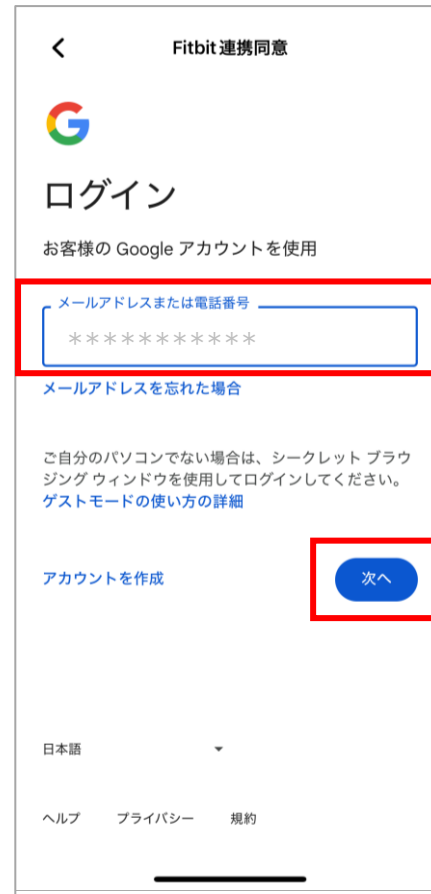 Fitbit連携同意
ログイン
お客様の Google アカウントを使用
メールアドレスまたは電話番号
***********
メールアドレスを忘れた場合
ご自分のパソコンでない場合は、シークレット ブラウ
ジング ウィンドウを使用してログインしてください。
ゲストモードの使い方の詳細
アカウントを作成
次へ
日本語
ヘルプ プライバシー 規約